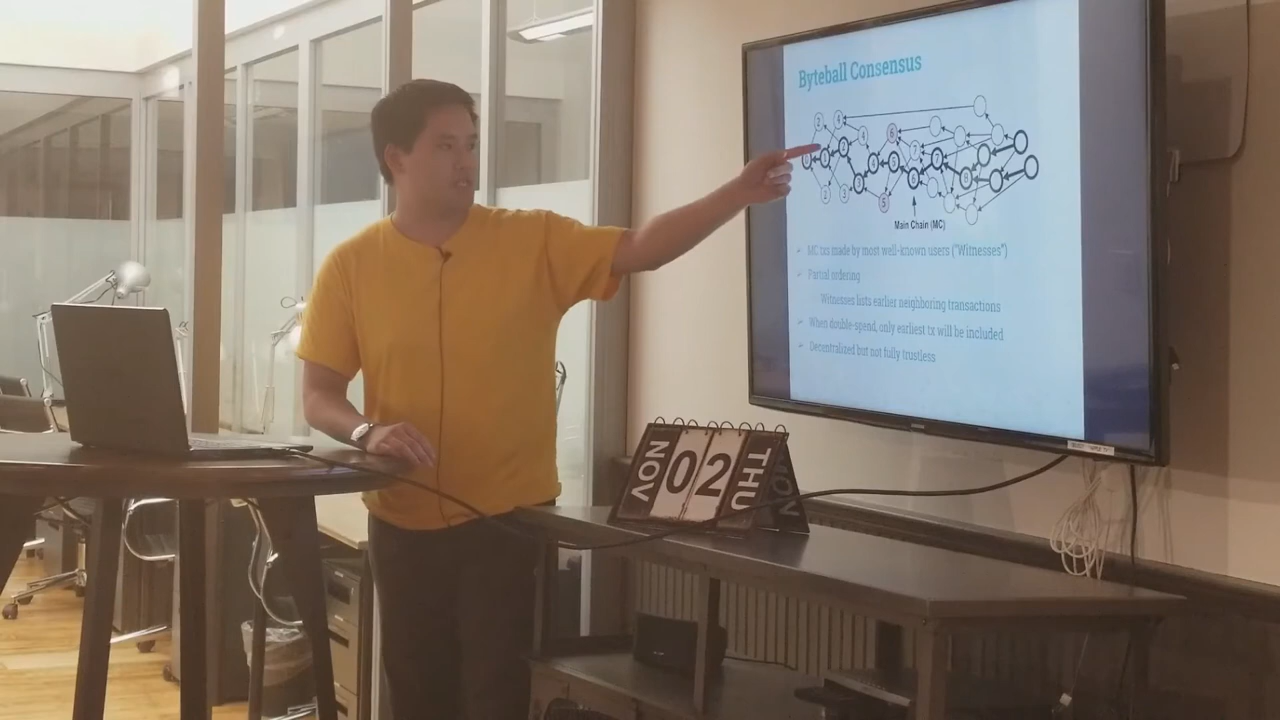 Byteball Consensus
Main Chain (MC)
MC txs made by most well-known users ("Witnesses")
Partial ordering
Witnesses lists earlier neighboring transactions
When double-spend, only earliest tx will be included
Decentralized but not fully trustless
NOV 02 THU